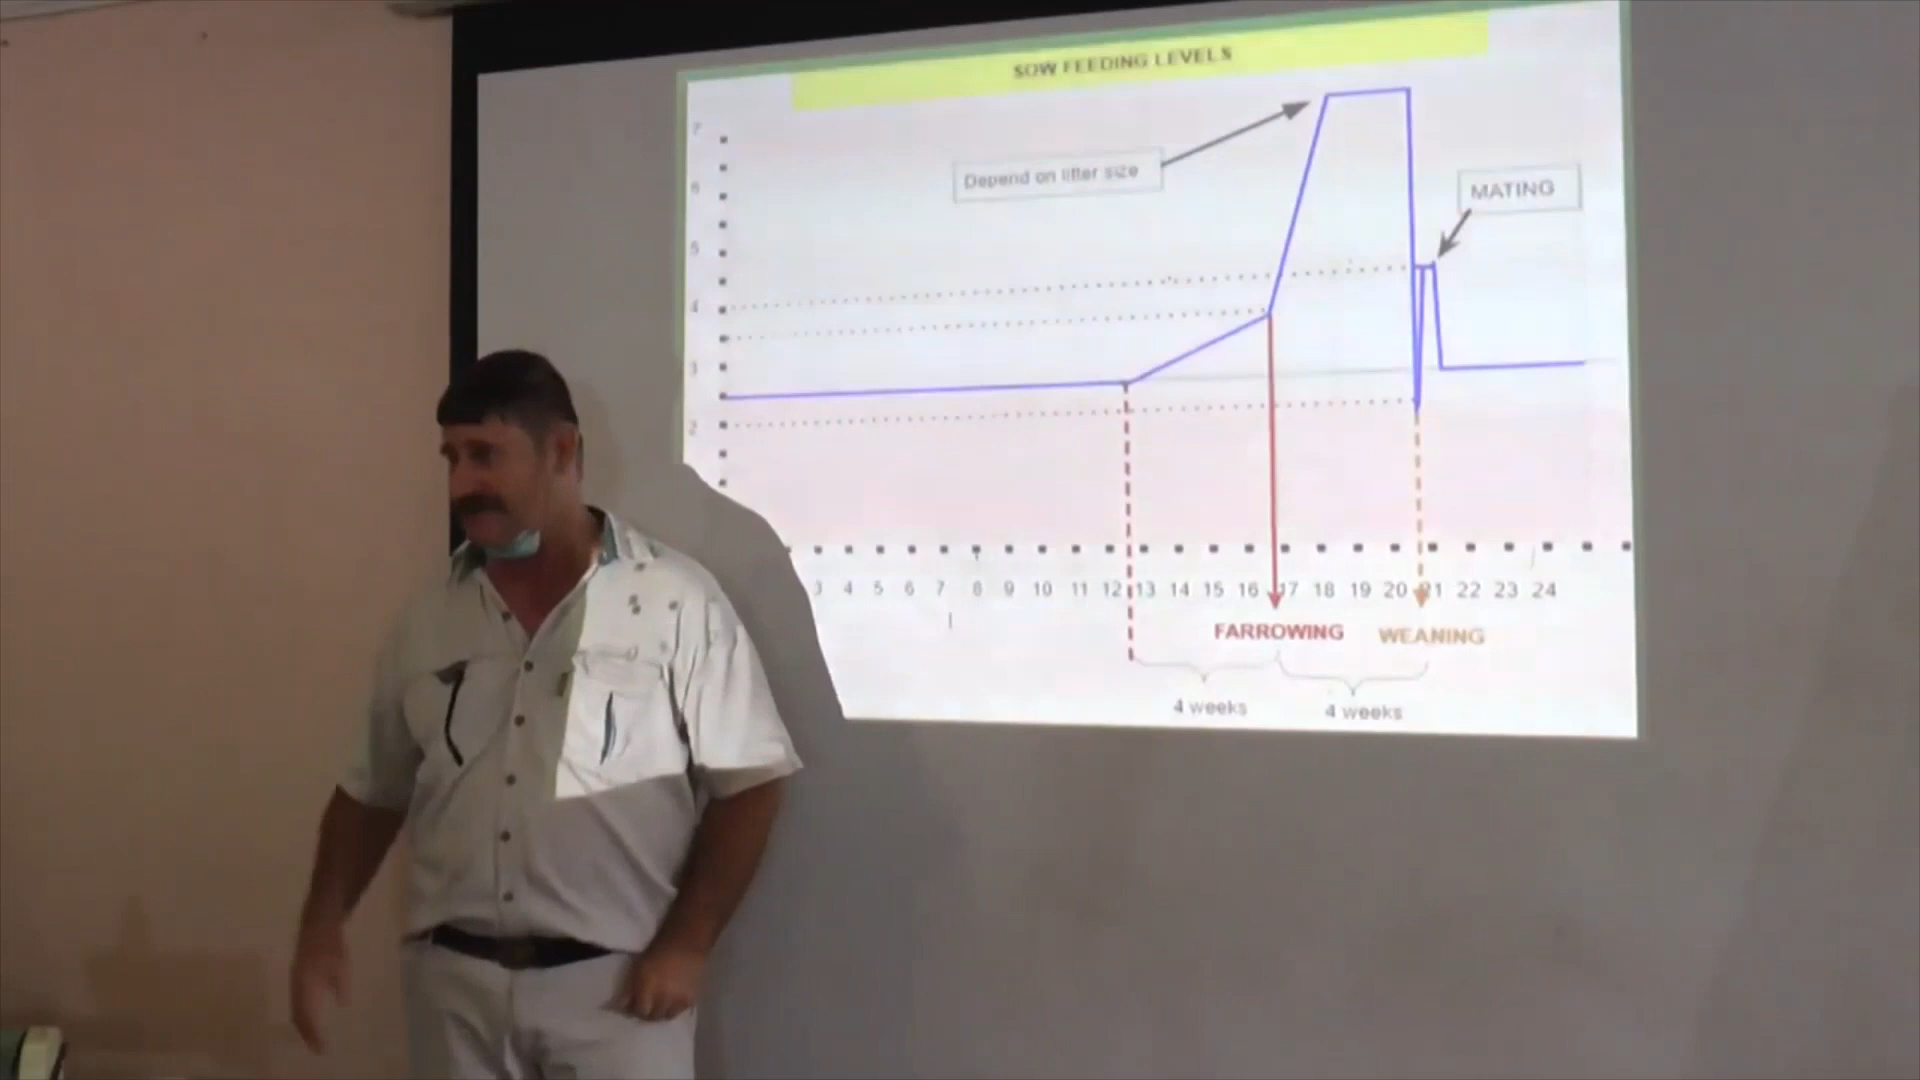 SOW FEEDING LEVELS
7
6
5
4
3
2
Depend on litter size
MATING
3 4 5 6 7 8 9 10 11 12 13 14 15 16 17 18 19 20 21 22 23 24
FARROWING WEANING
4 weeks 4 weeks